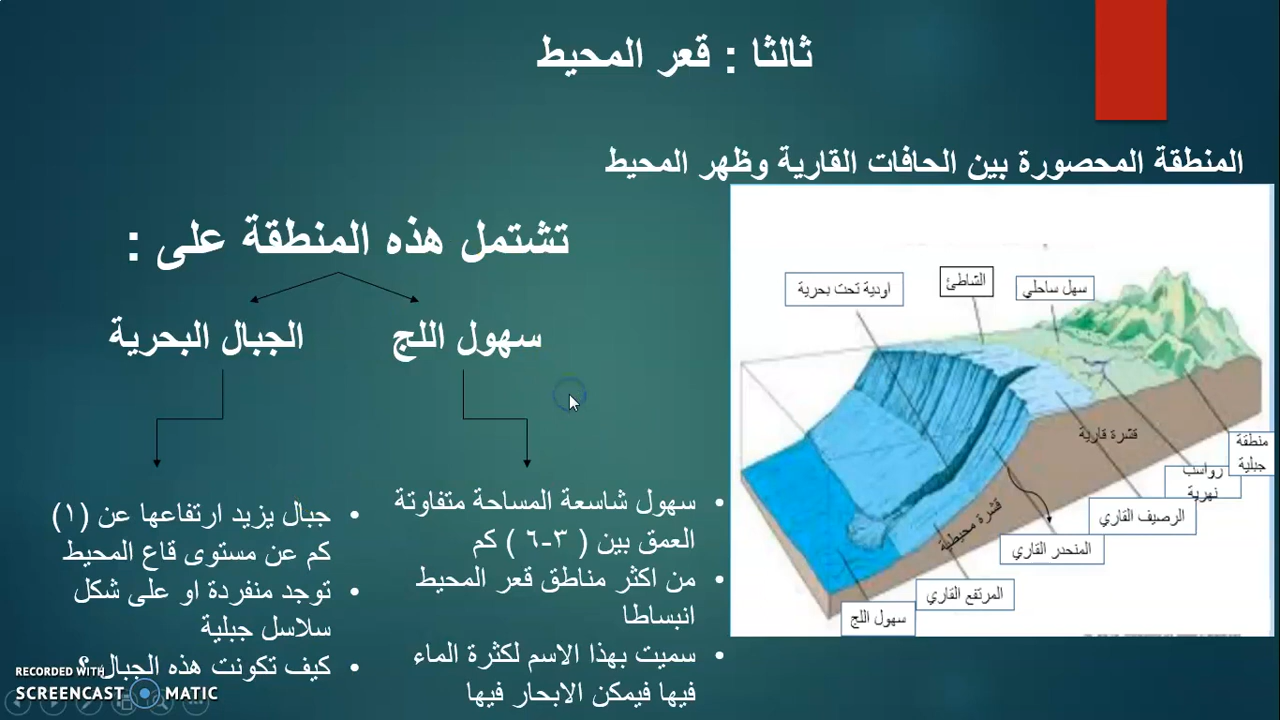 ثالثا : قعر المحيط
المنطقة المحصورة بين الحافات القارية وظهر المحيط
تشتمل هذه المنطقة على :
سهول اللج
الجبال البحرية
سهول شاسعة المساحة متفاوتة
العمق بين ( ٣-٦ ) كم
من اكثر مناطق قعر المحيط
انبساطا
سميت بهذا الاسم لكثرة الماء
فيها فيمكن الابحار فيها
جبال يزيد ارتفاعها عن (١)
كم عن مستوى قاع المحيط
توجد منفردة او على شكل
سلاسل جبلية
كيف تكونت هذه الجبال ؟
سهل ساحلي
الشاطئ
اودية تحت بحرية
قشرة قارية
منطقة
جبلية
رواسب
نهرية
الرصيف القاري
قشرة محيطية
المنحدر القاري
المرتفع القاري
سهول اللج
RECORDED WITH
SCREENCAST MATIC